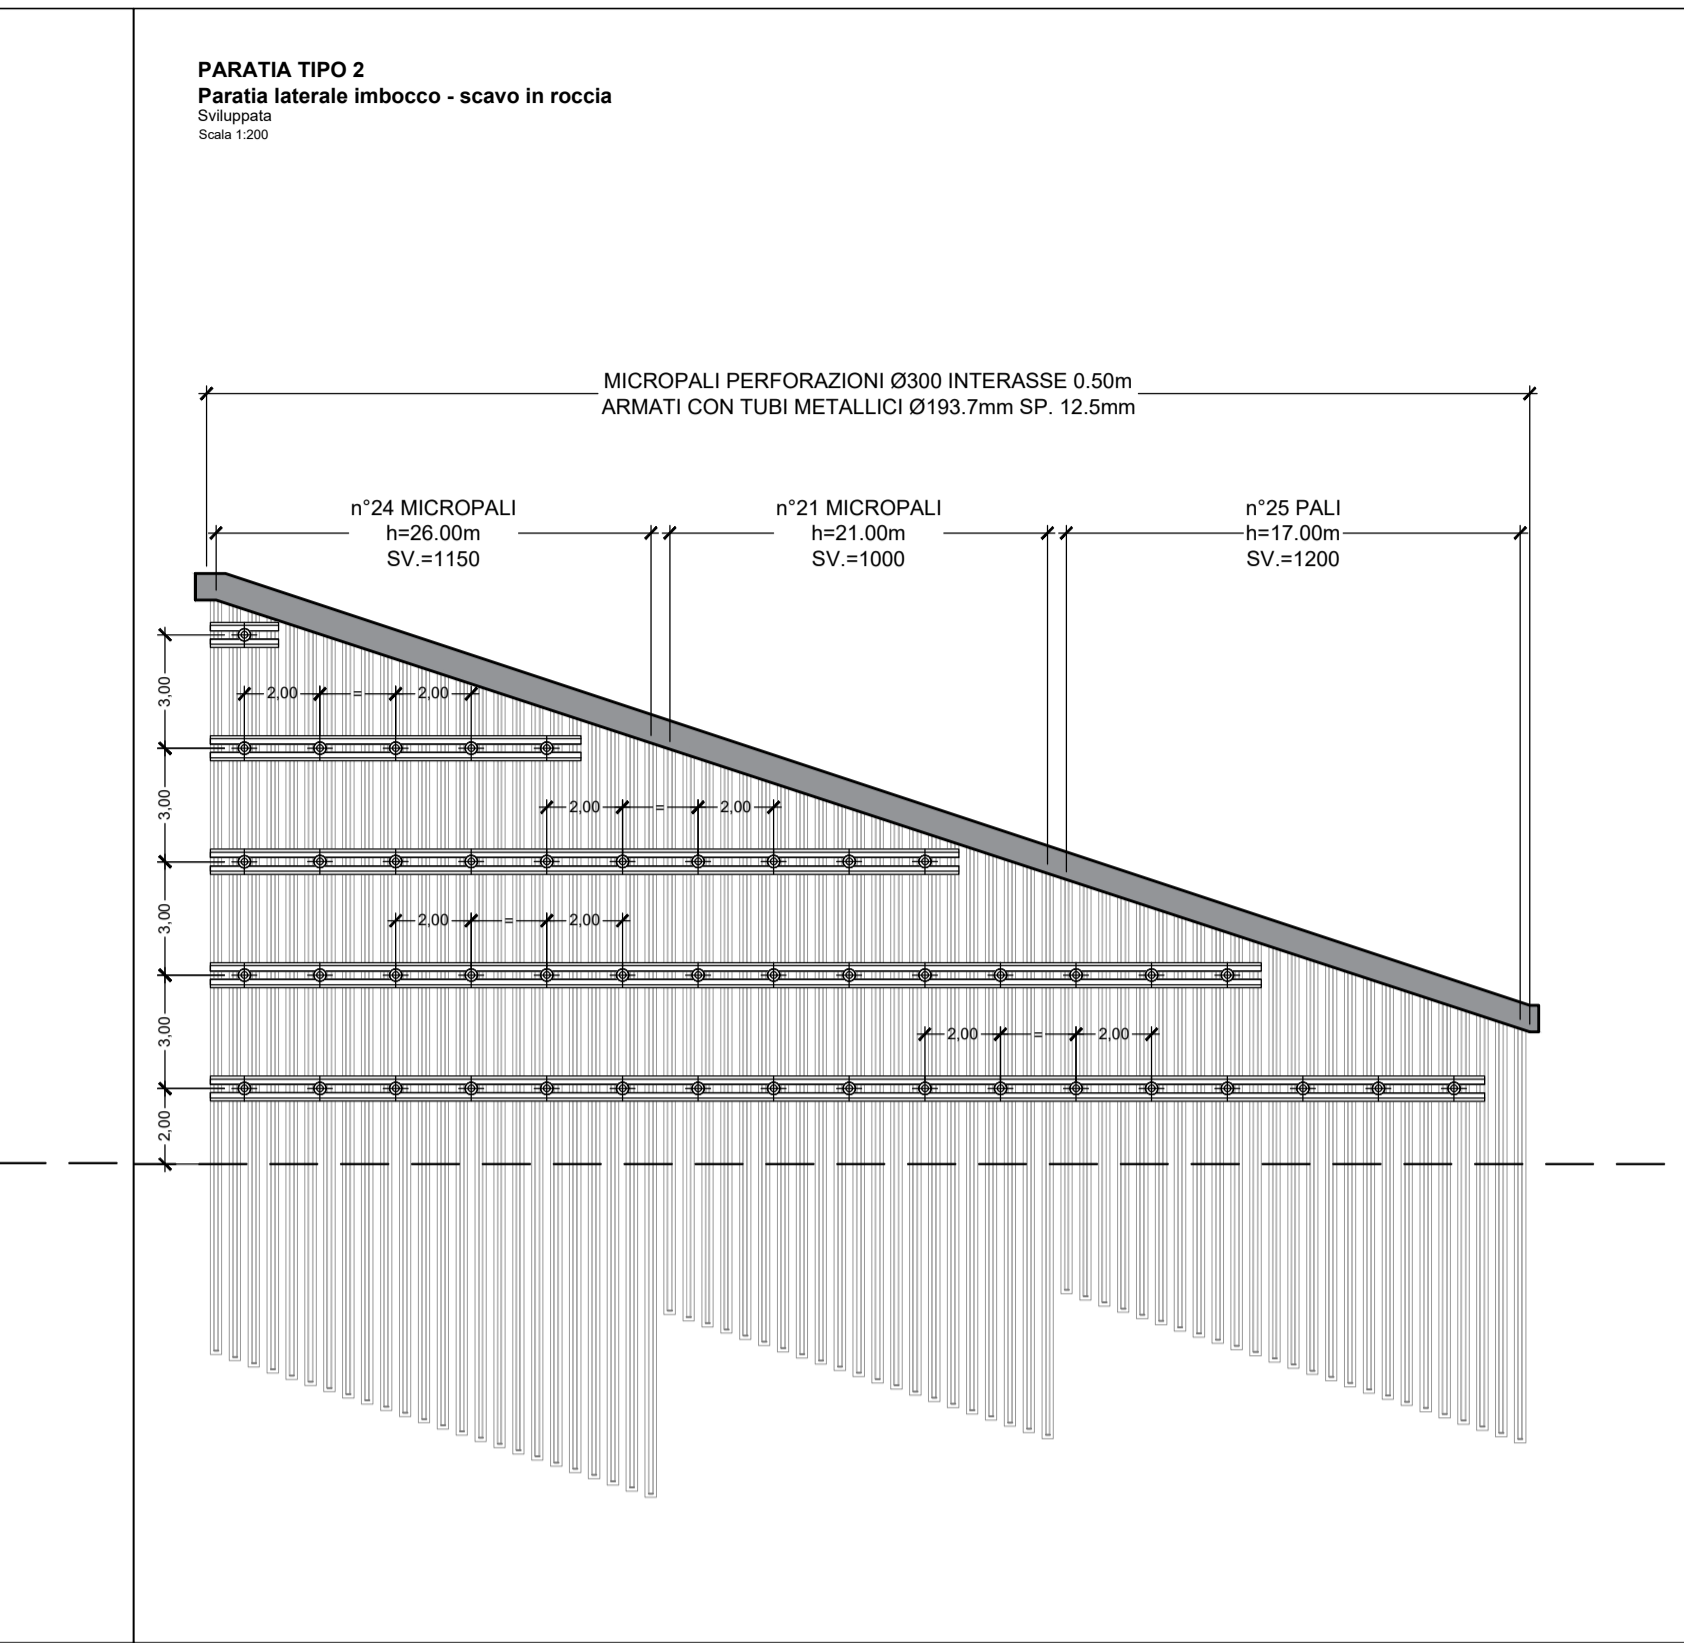 PARATIA TIPO 2
Paratia laterale imbocco - scavo in roccia
Sviluppata
Scala 1:200
MICROPALI PERFORAZIONI Ø300 INTERASSE 0.50m
ARMATI CON TUBI METALLICI Ø193.7mm SP. 12.5mm
n°24 MICROPALI
h=26.00m
SV.=1150
n°21 MICROPALI
h=21.00m
SV.=1000
n°25 PALI
h=17.00m
SV.=1200
3,00
2,00 = 2,00
3,00
2,00 = 2,00
3,00
2,00 = 2,00
3,00
2,00 = 2,00
2,00